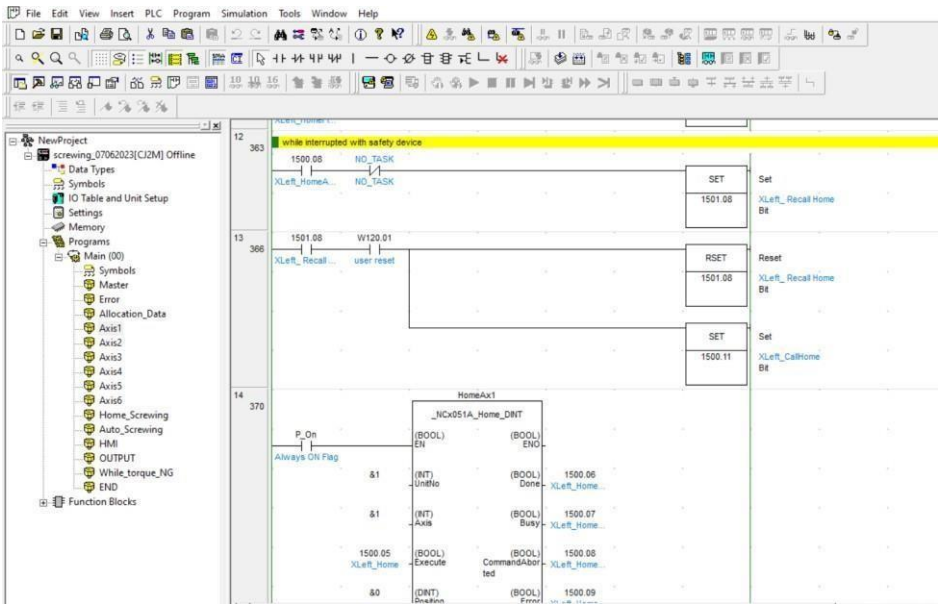 File Edit View Insert PLC Program Simulation Tools Window Help
NewProject
screwing_07062023[CJ2M] Offline
Data Types
Symbols
IO Table and Unit Setup
Settings
Memory
Programs
Main (00)
Symbols
Master
Error
Allocation_Data
Axis1
Axis2
Axis3
Axis4
Axis5
Axis6
Home_Screwing
Auto_Screwing
HMI
OUTPUT
While_torque_NG
END
Function Blocks
12
363
while interrupted with safety device
1500.08 NO_TASK
XLeft_HomeA... NO_TASK
SET Set
1501.08 XLeft_ Recall Home
Bit
13
366
1501.08 W120.01
XLeft_ Recall... user reset
RSET Reset
1501.08 XLeft_ Recall Home
Bit
SET Set
1500.11 XLeft_CallHome
Bit
14
370
HomeAx1
_NCx051A_Home_DINT
P_On (BOOL) (BOOL)
EN ENO
Always ON Flag
&1 (INT) (BOOL) 1500.06
UnitNo Done XLeft_Home...
&1 (INT) (BOOL) 1500.07
Axis Busy XLeft_Home...
1500.05 (BOOL) (BOOL) 1500.08
XLeft_Home Execute CommandAbor XLeft_Home...
ted
&0 (DINT) (BOOL) 1500.09
Position Error